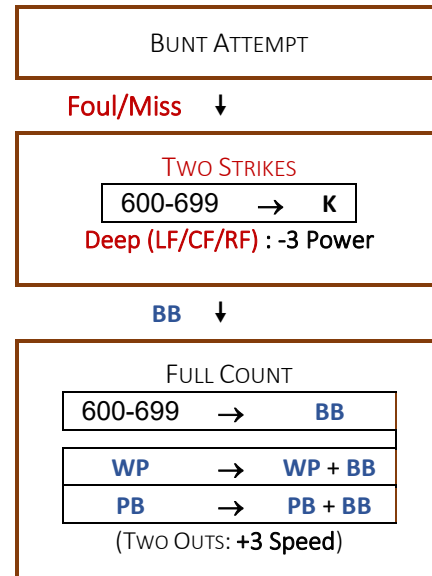 BUNT ATTEMPT
Foul/Miss ↓
TWO STRIKES
600-699 → K
Deep (LF/CF/RF) : -3 Power
BB ↓
FULL COUNT
600-699 → BB
WP → WP + BB
PB → PB + BB
(TWO OUTS: +3 Speed)